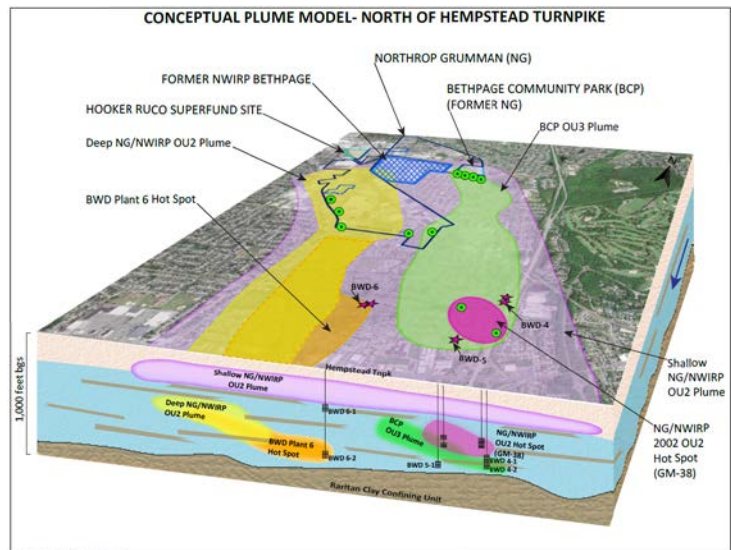 CONCEPTUAL PLUME MODEL- NORTH OF HEMPSTEAD TURNPIKE
NORTHROP GRUMMAN (NG)
FORMER NWIRP BETHPAGE
BETHPAGE COMMUNITY PARK (BCP)
(FORMER NG)
HOOKER RUCO SUPERFUND SITE
BCP OU3 Plume
Deep NG/NWIRP OU2 Plume
BWD Plant 6 Hot Spot
N
BWD-6
BWD-4
BWD-5
Shallow
NG/NWIRP
OU2 Plume
NG/NWIRP
2002 OU2
Hot Spot
(GM-38)
1,000 feet bgs
Hempstead Tnpk
Shallow NG/NWIRP
OU2 Plume
Deep NG/NWIRP
OU2 Plume
BWD 6-1
BCP
OU3 Plume
NG/NWIRP
OU2 Hot Spot
(GM-38)
BWD Plant 6
Hot Spot
BWD 6-2
BWD 5-1
BWD 4-1
BWD 4-2
Raritan Clay Confining Unit